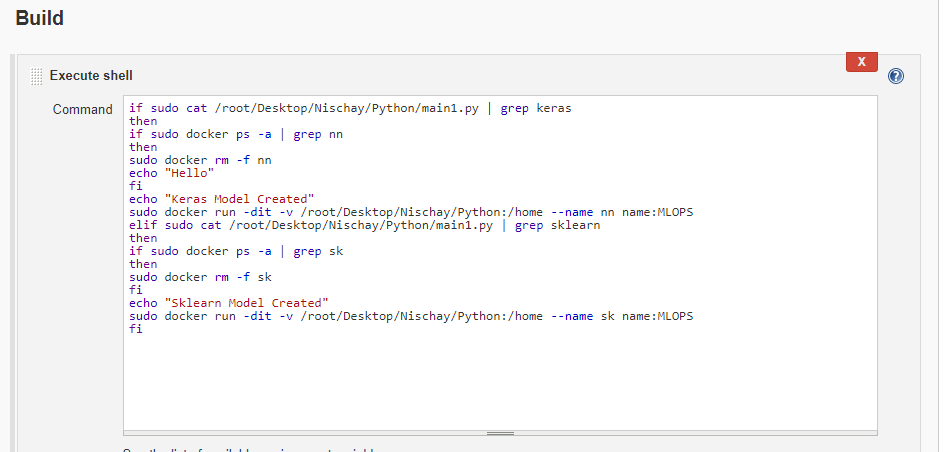 Build
Execute shell
X
?
Command
if sudo cat /root/Desktop/Nischay/Python/main1.py | grep keras
then
if sudo docker ps -a | grep nn
then
sudo docker rm -f nn
echo "Hello"
fi
echo "Keras Model Created"
sudo docker run -dit -v /root/Desktop/Nischay/Python:/home --name nn name:MLOPS
elif sudo cat /root/Desktop/Nischay/Python/main1.py | grep sklearn
then
if sudo docker ps -a | grep sk
then
sudo docker rm -f sk
fi
echo "Sklearn Model Created"
sudo docker run -dit -v /root/Desktop/Nischay/Python:/home --name sk name:MLOPS
fi